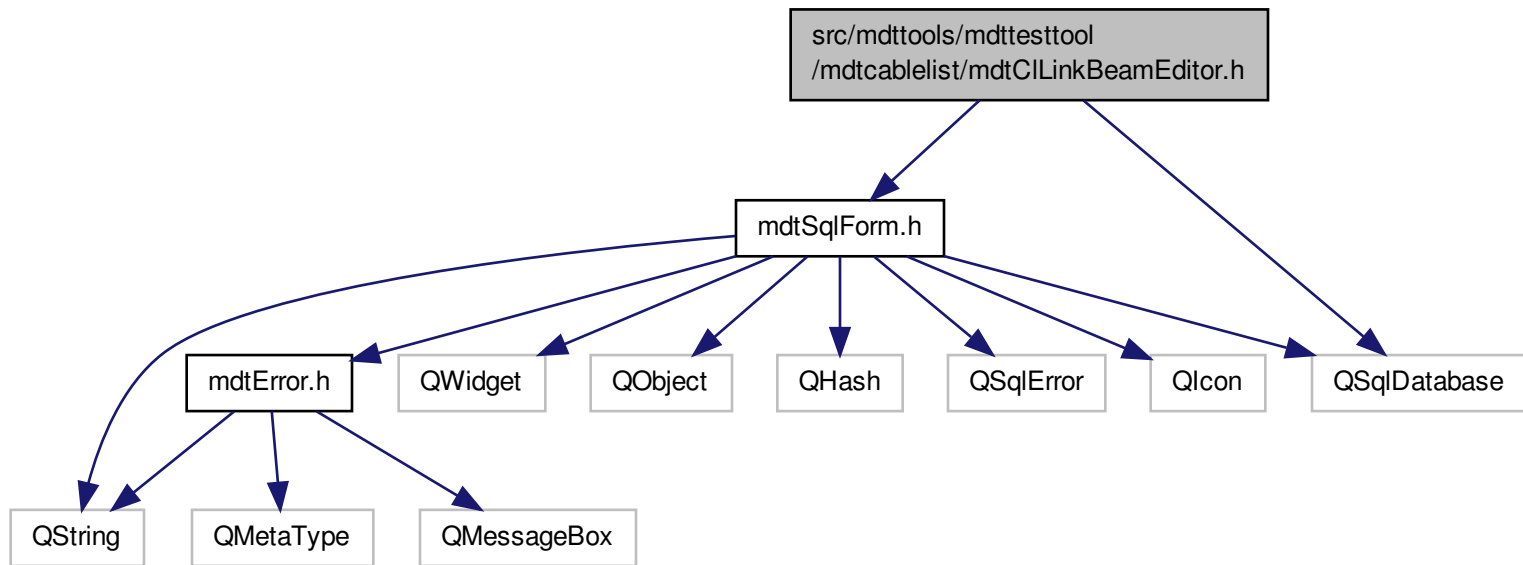 src/mdttools/mdttesttool
/mdtcablelist/mdtClLinkBeamEditor.h
mdtSqlForm.h
mdtError.h
QWidget
QObject
QHash
QSqlError
QIcon
QSqlDatabase
QString
QMetaType
QMessageBox